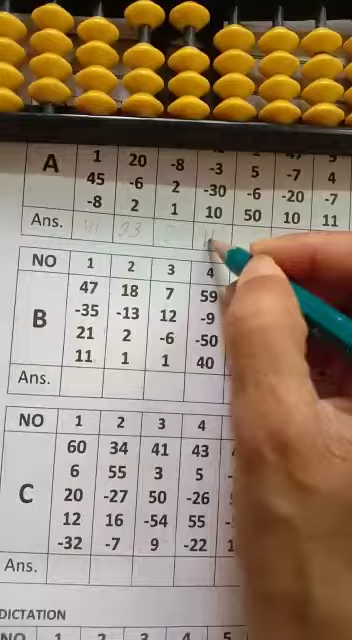 A 1 20 -8 -3 5 -7 4
45 -6 2 -30 -6 -20 -7
-8 2 1 10 50 10 11
Ans. 93
NO 1 2 3 4
B
47 18 7 59
-35 -13 12 -9
21 2 -6 -50
11 1 1 40
Ans.
NO 1 2 3 4
C
60 34 41 43
6 55 3 5
20 -27 50 -26
12 16 -54 55
-32 -7 9 -22 1
Ans.
DICTATION
NO 1 2 3 4 5